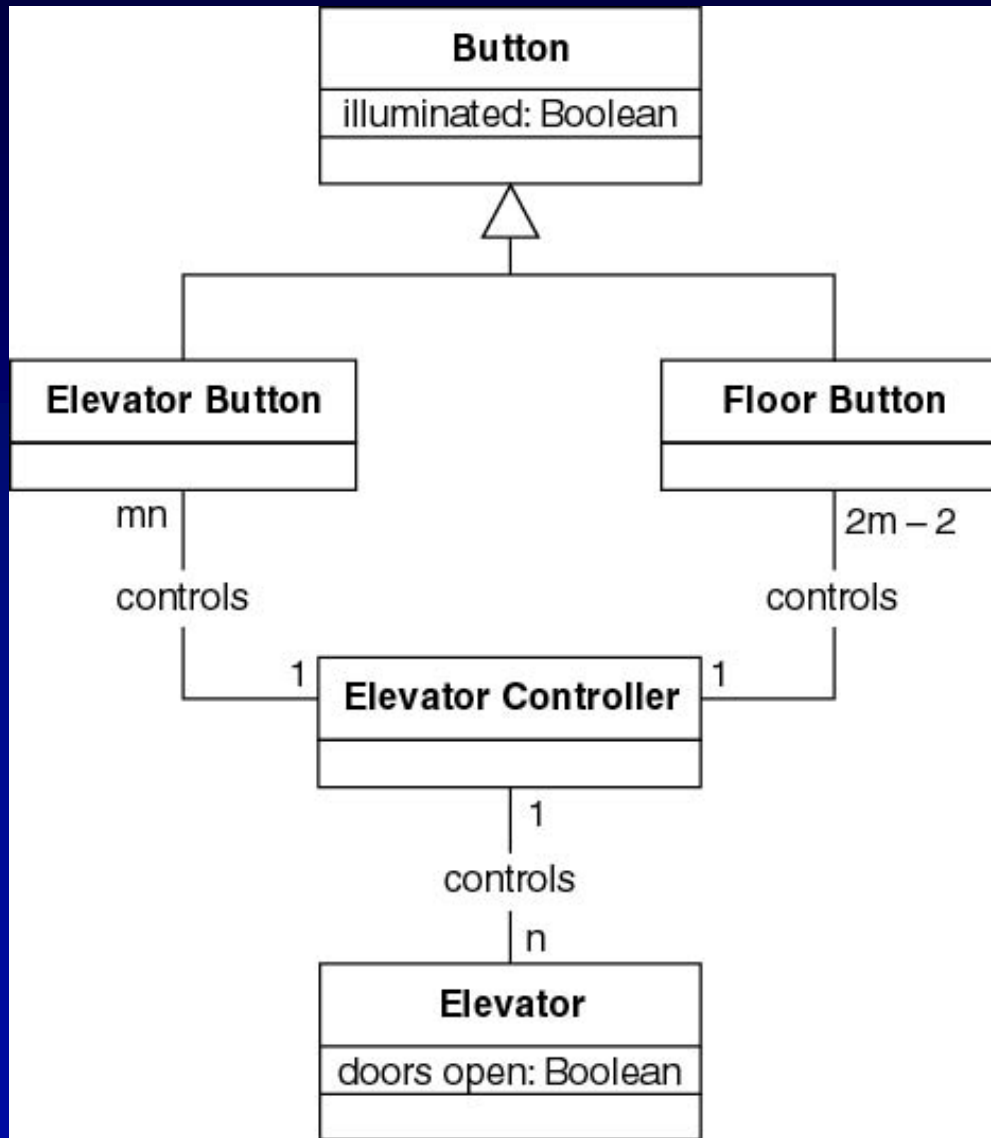 Button
illuminated: Boolean
Elevator Button
Floor Button
mn
2m – 2
controls
controls
1
1
Elevator Controller
1
controls
n
Elevator
doors open: Boolean